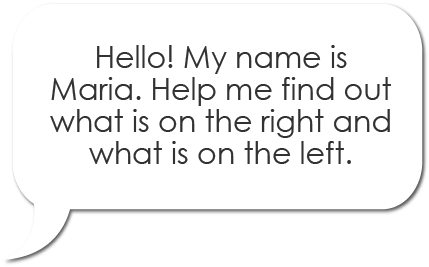 Hello! My name is
Maria. Help me find out
what is on the right and
what is on the left.